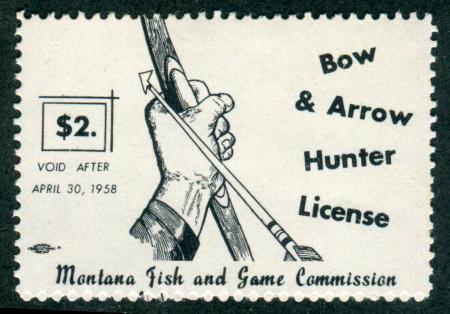 Bow
& Arrow
Hunter
License
$2.
VOID AFTER
APRIL 30, 1958
Montana Fish and Game Commission